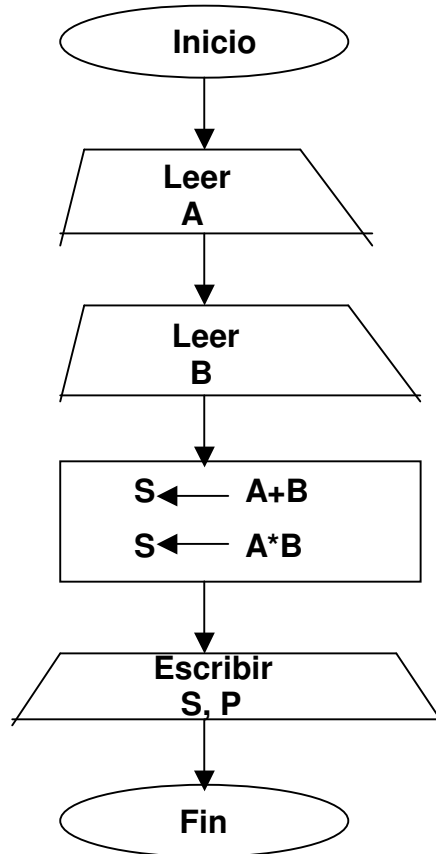 Inicio
Leer
A
Leer
B
S ← A+B
S ← A*B
Escribir
S, P
Fin